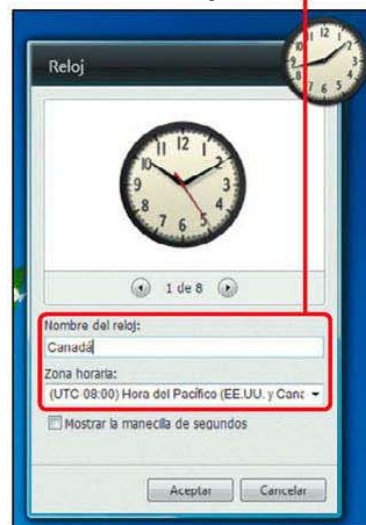 Reloj
1 de 8
Nombre del reloj:
Canadá
Zona horaria:
(UTC-08:00) Hora del Pacífico (EE.UU. y Cana
Mostrar la manecilla de segundos
Aceptar
Cancelar